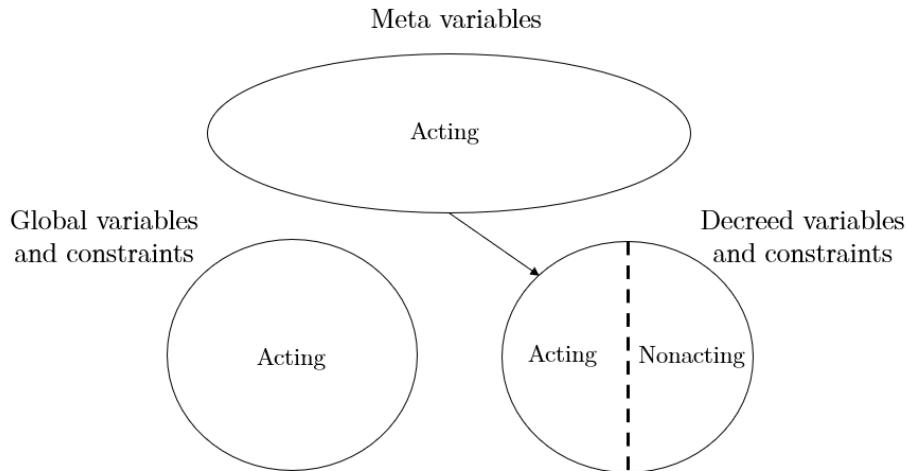 Meta variables
Acting
Global variables
and constraints
Decreed variables
and constraints
Acting
Acting
Nonacting